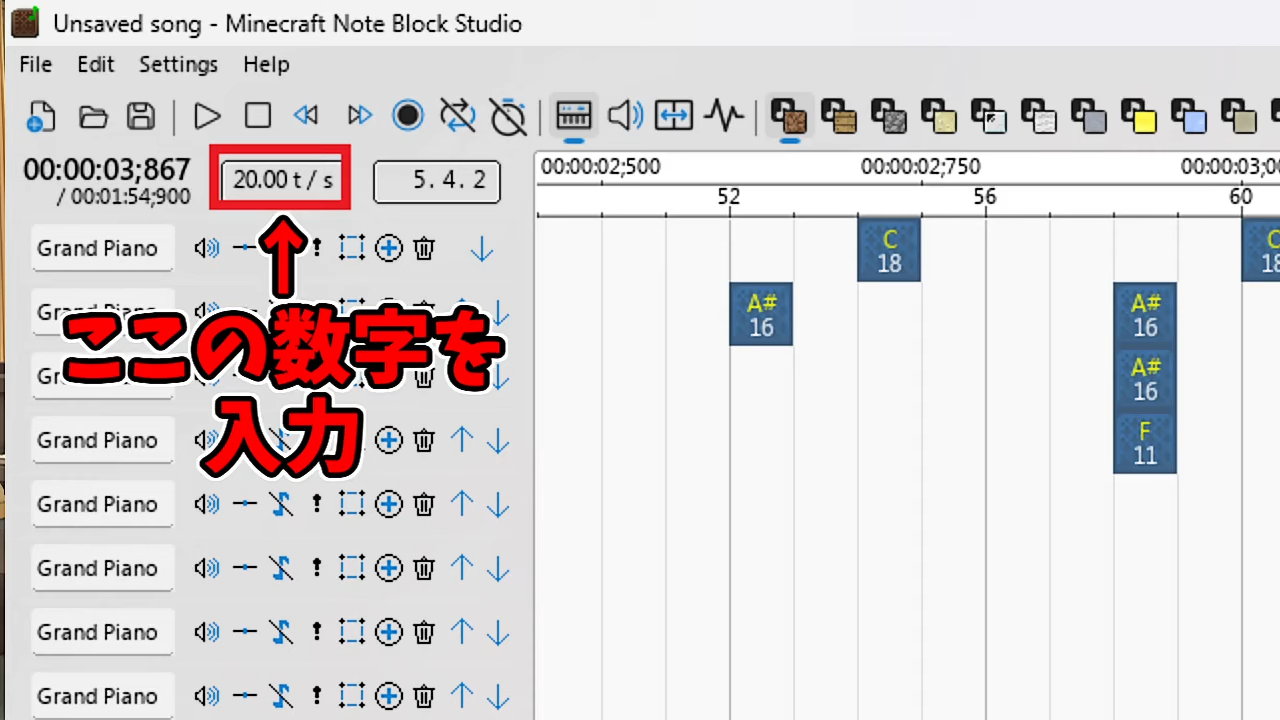 Unsaved song - Minecraft Note Block Studio
File Edit Settings Help
00:00:03;867
/ 00:01:54;900
20.00 t / s
5. 4. 2
00:00:02;500 00:00:02;750
52 56 60
Grand Piano
C
18
A#
16
A#
16
A#
16
F
11
ここの数字を
入力
Grand Piano
Grand Piano
Grand Piano
Grand Piano
Grand Piano